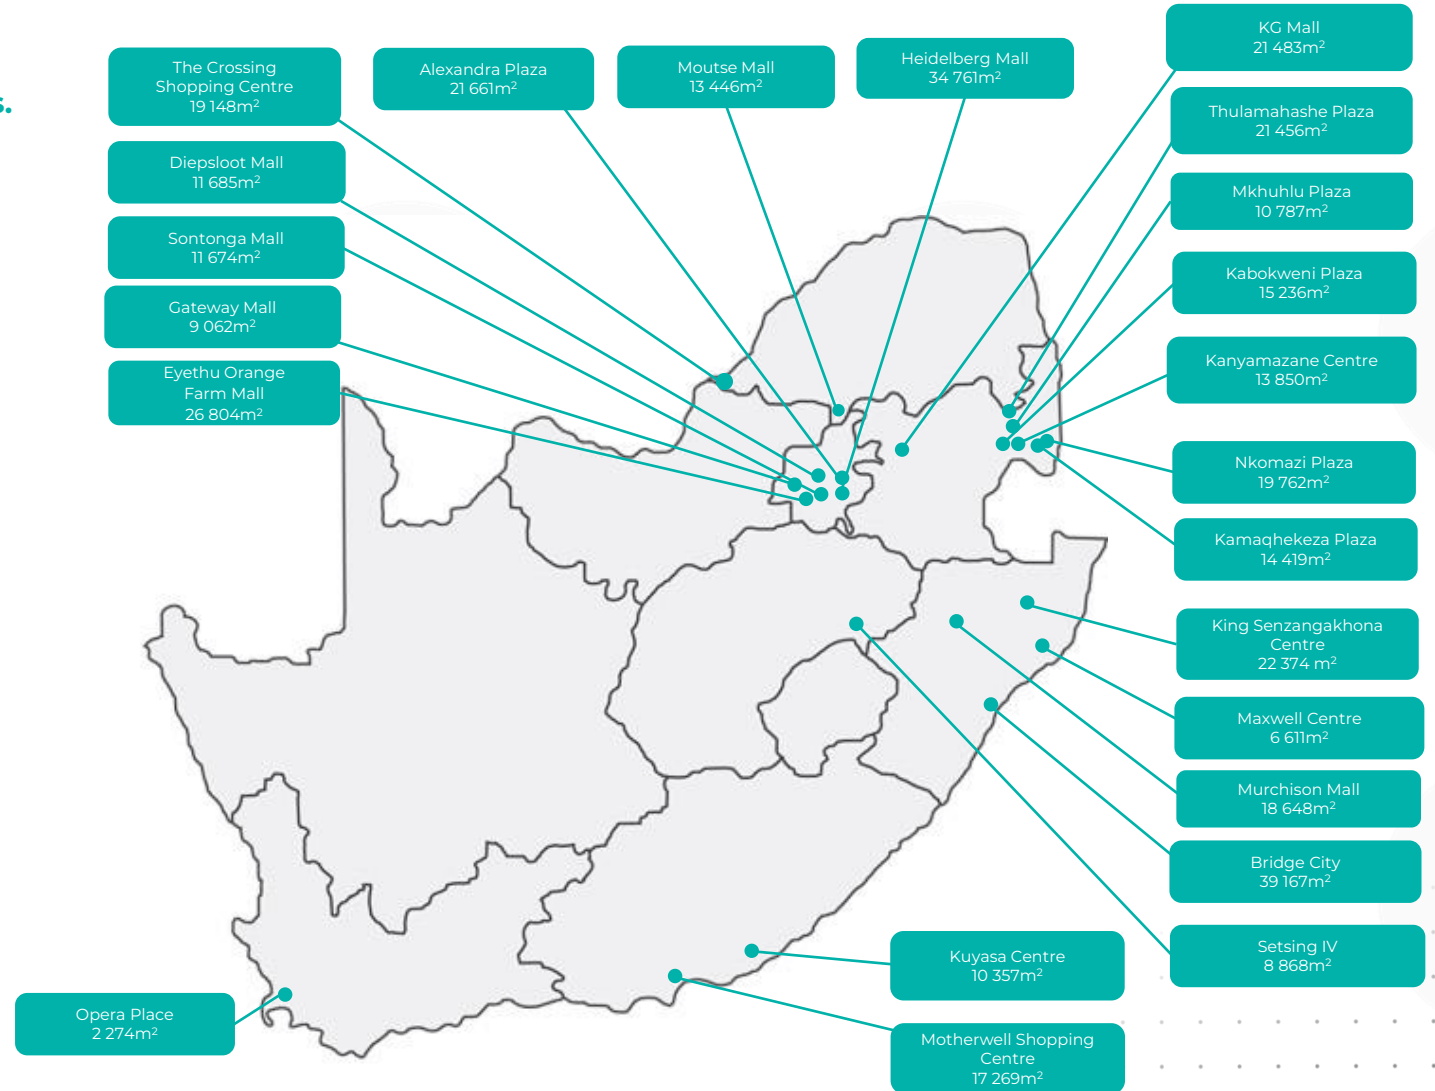 s.
The Crossing
Shopping Centre
19 148m²
Diepsloot Mall
11 685m²
Sontonga Mall
11 674m²
Gateway Mall
9 062m²
Eyethu Orange
Farm Mall
26 804m²
Alexandra Plaza
21 661m²
Moutse Mall
13 446m²
Heidelberg Mall
34 761m²
KG Mall
21 483m²
Thulamahashe Plaza
21 456m²
Mkhuhlu Plaza
10 787m²
Kabokweni Plaza
15 236m²
Kanyamazane Centre
13 850m²
Nkomazi Plaza
19 762m²
Kamaqhekeza Plaza
14 419m²
King Senzangakhona
Centre
22 374 m²
Maxwell Centre
6 611m²
Murchison Mall
18 648m²
Bridge City
39 167m²
Setsing IV
8 868m²
Kuyasa Centre
10 357m²
Motherwell Shopping
Centre
17 269m²
Opera Place
2 274m²